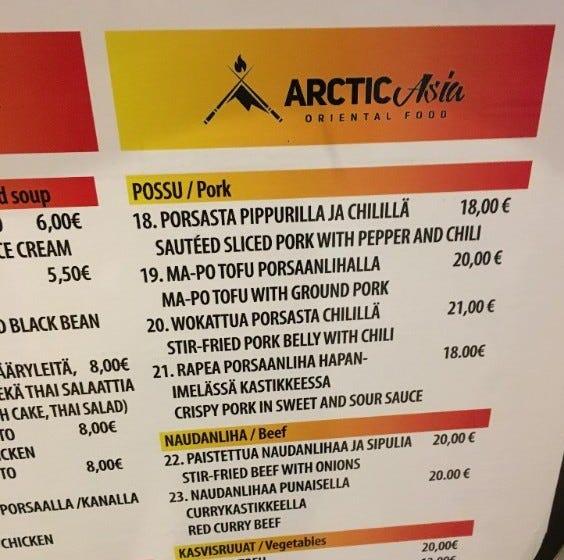 d soup
6,00€
CE CREAM
5,50€
BLACK BEAN
ÄÄRYLEITÄ, 8,00€
EKÄ THAI SALAATTIA
H CAKE, THAI SALAD)
TO 8,00€
CKEN
TO 8,00€
PORSAALLA /KANALLA
CHICKEN
ARCTIC Asia
ORIENTAL FOOD
POSSU / Pork
18. PORSASTA PIPPURILLA JA CHILILLÄ 18,00 €
SAUTÉED SLICED PORK WITH PEPPER AND CHILI
19. MA-PO TOFU PORSAANLIHALLA 20,00 €
MA-PO TOFU WITH GROUND PORK
20. WOKATTUA PORSASTA CHILILLÄ 21,00 €
STIR-FRIED PORK BELLY WITH CHILI
21. RAPEA PORSAANLIHA HAPAN- 18.00€
IMELÄSSÄ KASTIKKEESSA
CRISPY PORK IN SWEET AND SOUR SAUCE
NAUDANLIHA / Beef
22. PAISTETTUA NAUDANLIHAA JA SIPULIA 20,00 €
STIR-FRIED BEEF WITH ONIONS
23. NAUDANLIHAA PUNAISELLA 20.00 €
CURRYKASTIKKEELLA
RED CURRY BEEF
KASVISRUUAT / Vegetables
20,00€